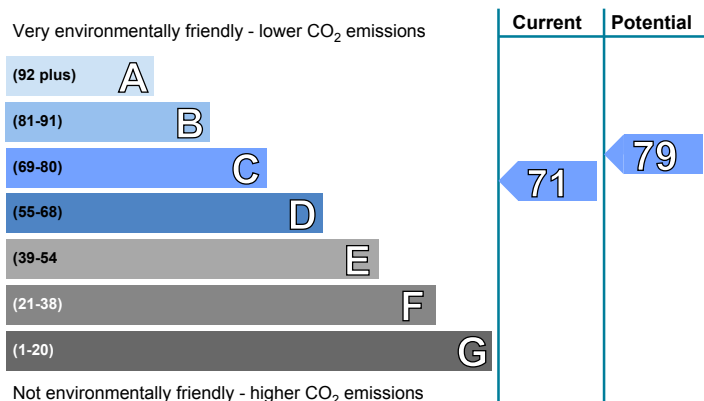 Very environmentally friendly - lower CO2 emissions
Current
Potential
(92 plus) A
(81-91) B
(69-80) C
(55-68) D
(39-54 E
(21-38) F
(1-20) G
71
79
Not environmentally friendly - higher CO2 emissions